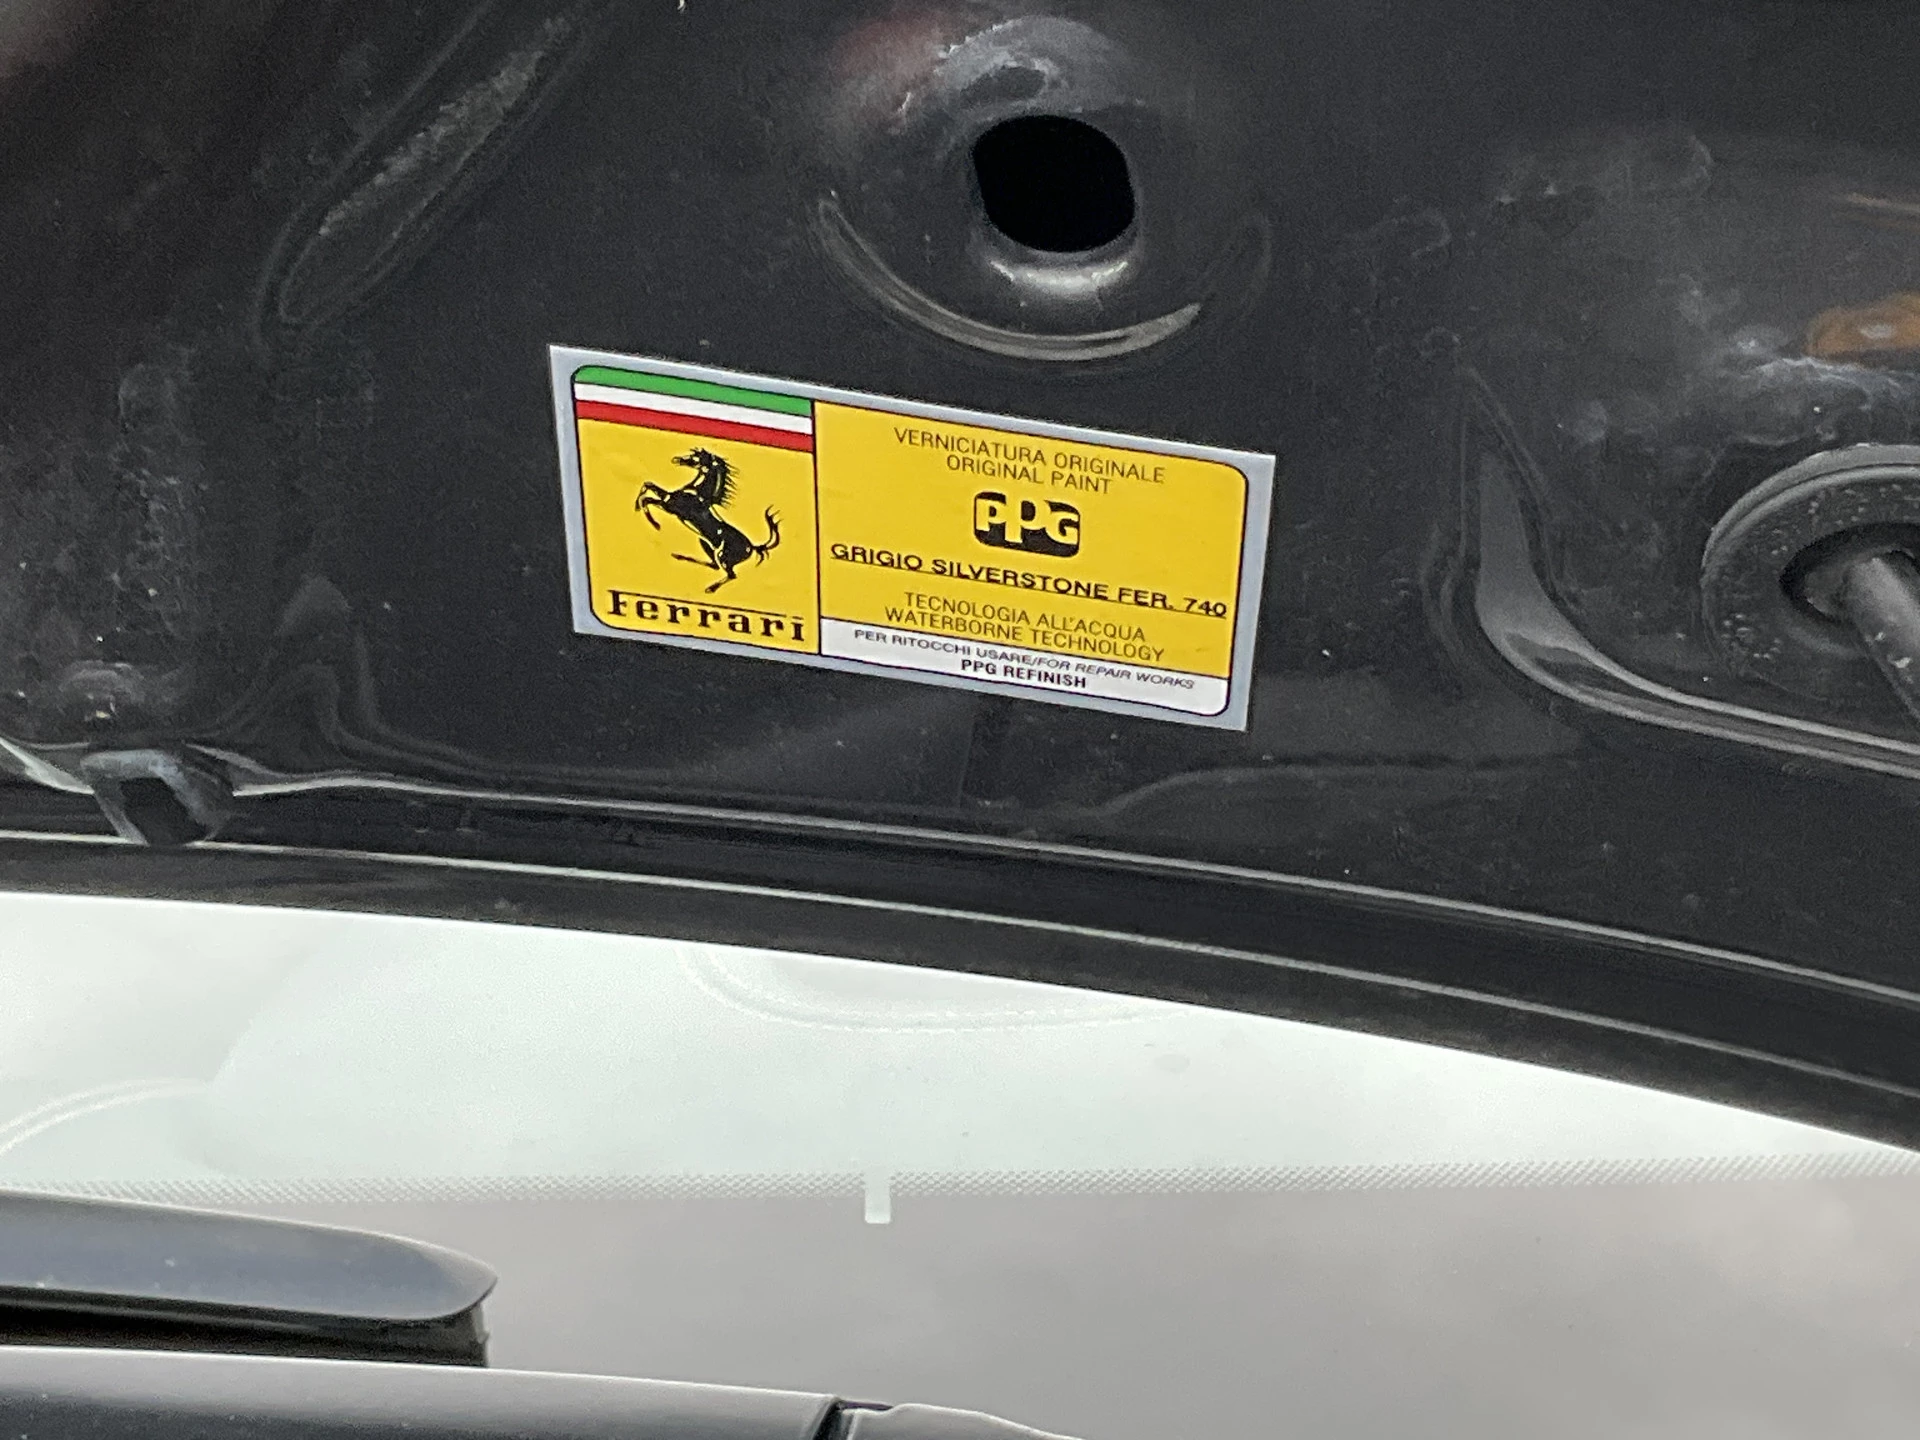 Ferrari
VERNICIATURA ORIGINALE
ORIGINAL PAINT
PPG
GRIGIO SILVERSTONE FER. 740
TECNOLOGIA ALL'ACQUA
WATERBORNE TECHNOLOGY
PER RITOCCHI USARE/FOR REPAIR WORKS
PPG REFINISH